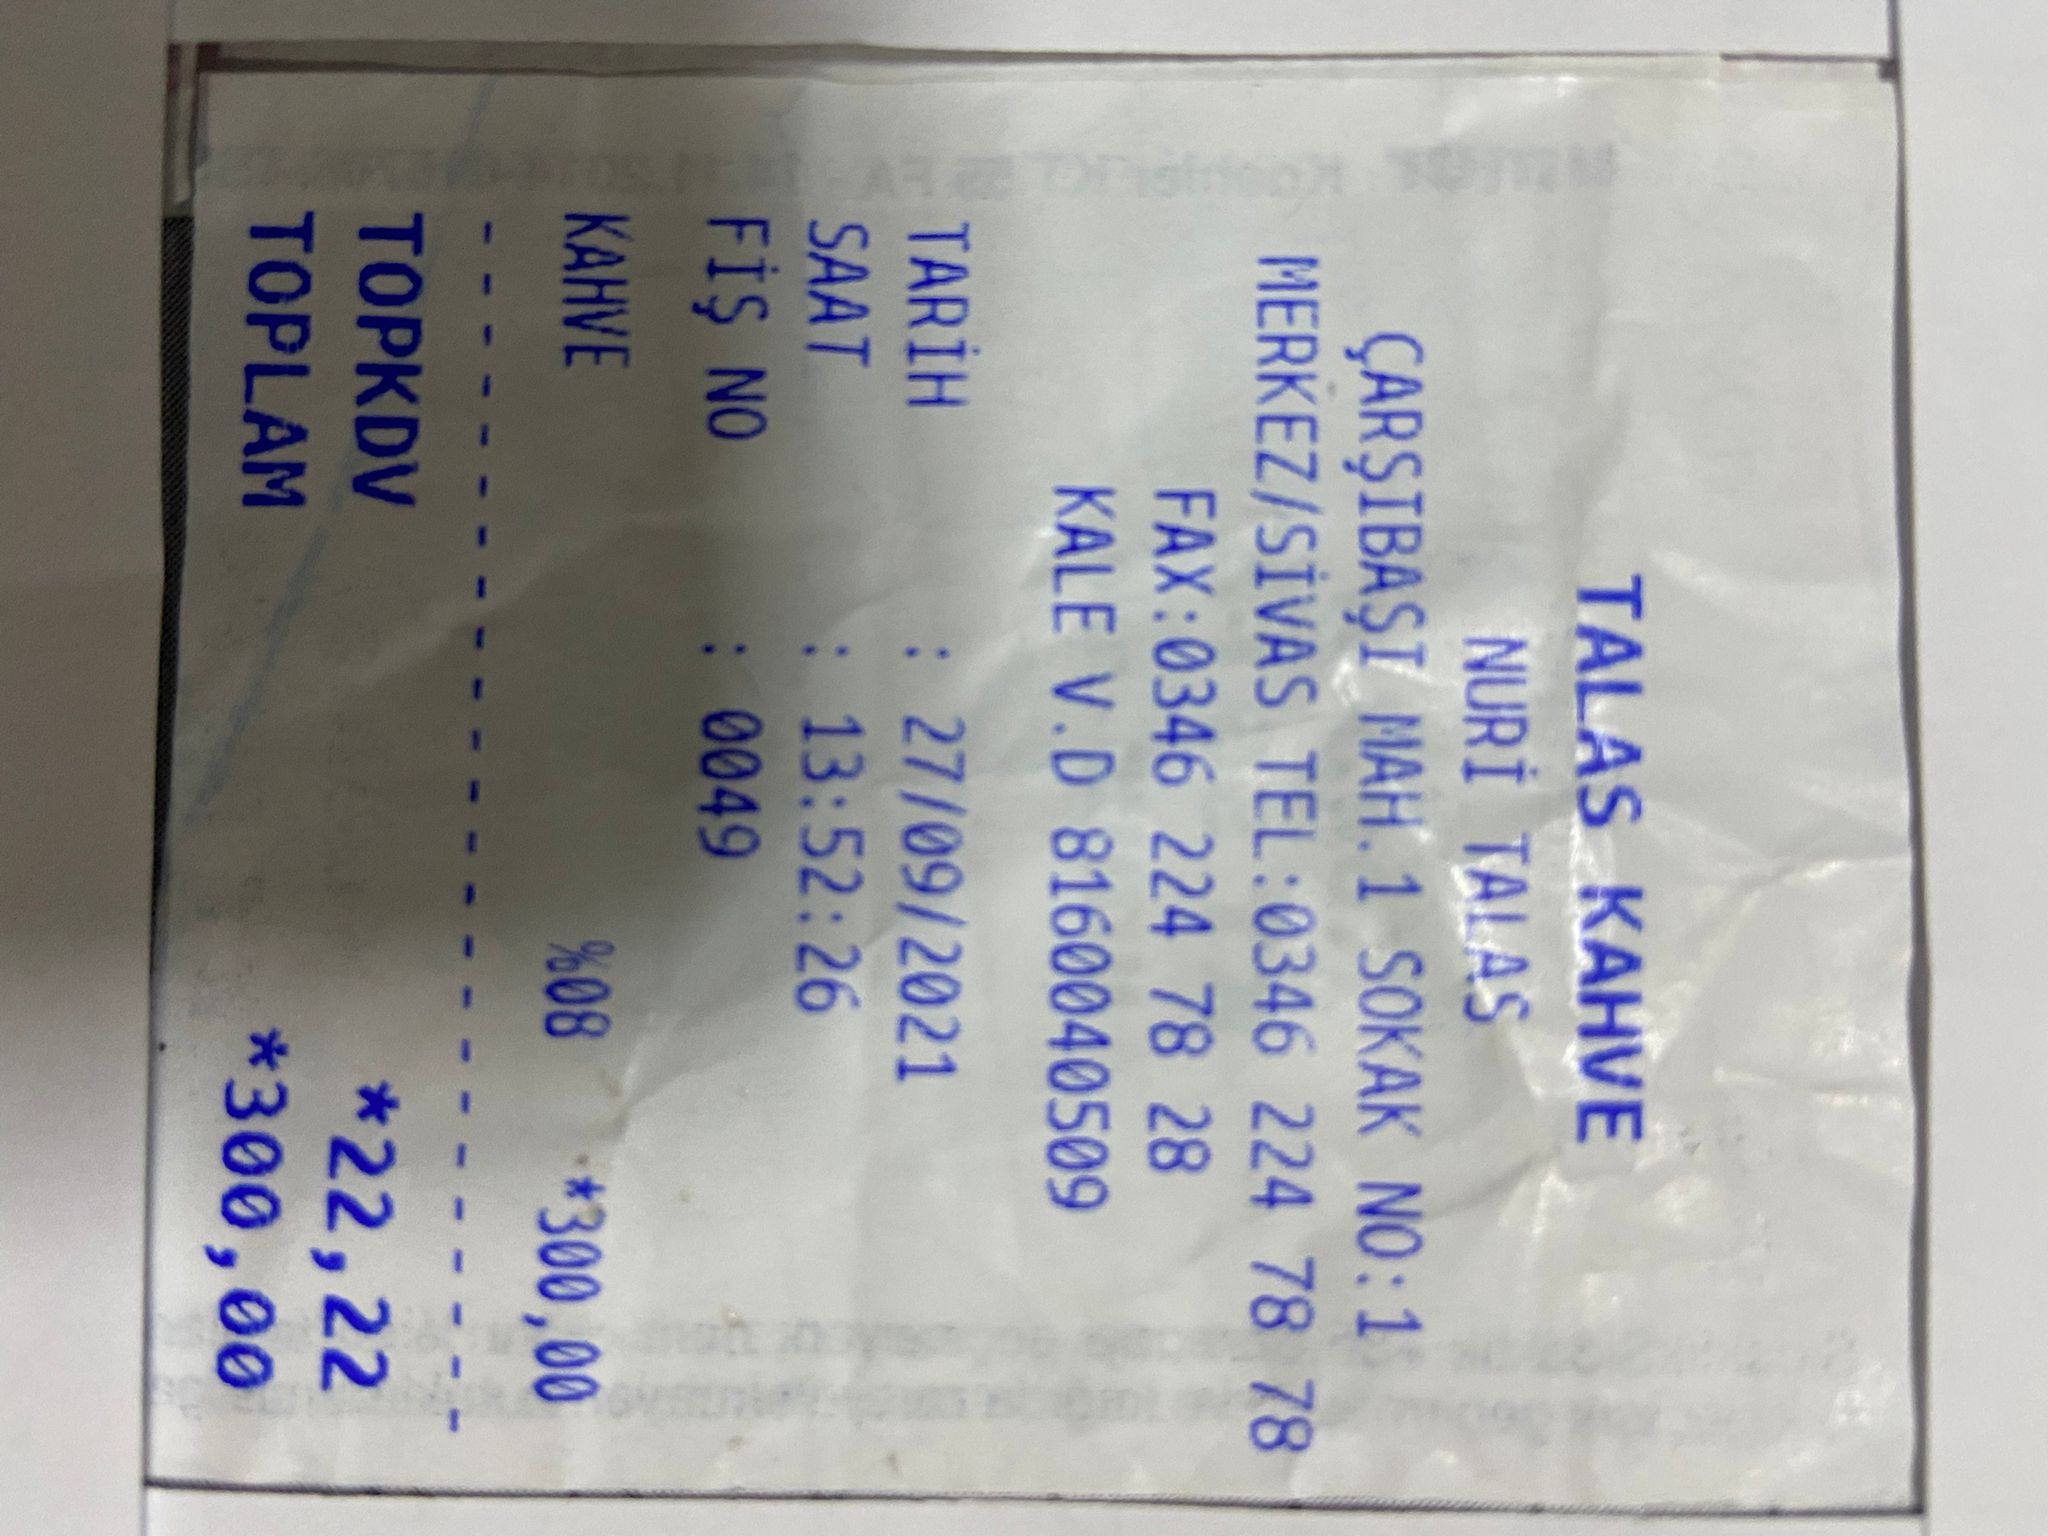 TALAS KAHVE
NURİ TALAS
ÇARŞIBAŞI MAH.1 SOKAK NO:1
MERKEZ/SİVAS TEL:0346 224 78 78
FAX:0346 224 78 28
KALE V.D 8160040509
TARİH : 27/09/2021
SAAT : 13:52:26
FİŞ NO : 0049
KAHVE %08 *300,00
-------------------------
TOPKDV *22,22
TOPLAM *300,00